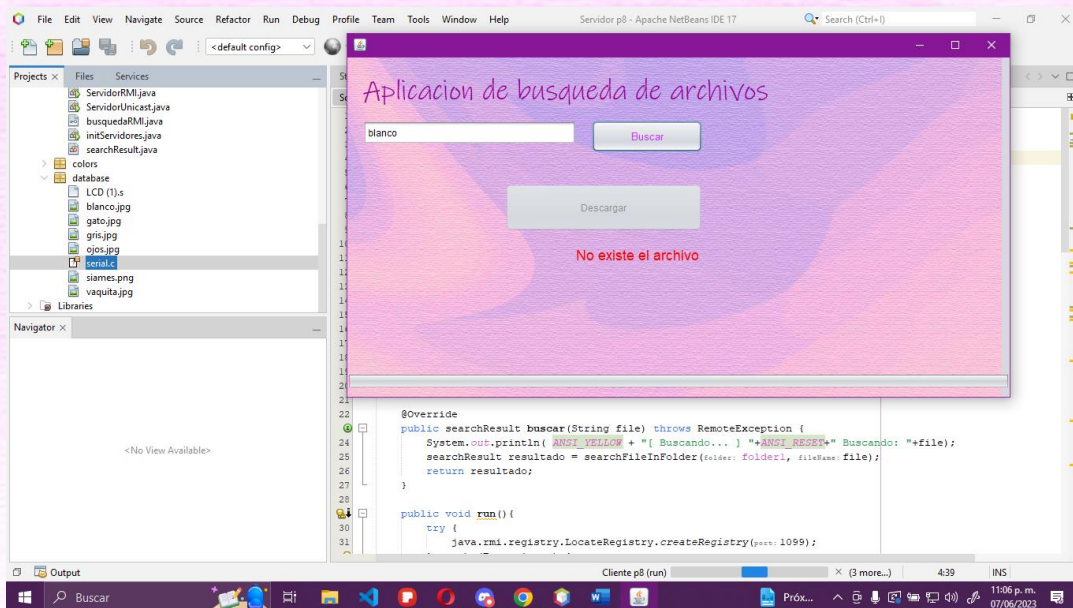 File Edit View Navigate Source Refactor Run Debug Profile Team Tools Window Help
Servidor p8 - Apache NetBeans IDE 17
Search (Ctrl+I)
<default config>
Projects
Files
Services
ServidorRMI.java
ServidorUnicast.java
busquedaRMI.java
initServidores.java
searchResult.java
colors
database
LCD (1).s
blanco.jpg
gato.jpg
gris.jpg
ojos.jpg
serial.c
siames.png
vaquita.jpg
Libraries
Navigator
<No View Available>
Aplicacion de busqueda de archivos
blanco
Buscar
Descargar
No existe el archivo
21
22 @Override
public searchResult buscar(String file) throws RemoteException {
24 System.out.println( ANSI_YELLOW + "[ Buscando... ] "+ANSI_RESET+" Buscando: "+file);
25 searchResult resultado = searchFileInFolder(folder: folder1, fileName: file);
26 return resultado;
27 }
28
public void run(){
30 try {
31 java.rmi.registry.LocateRegistry.createRegistry(port: 1099);
Output
Cliente p8 (run)
(3 more...)
4:39
INS
Buscar
Próx...
11:06 p. m.
07/06/2023